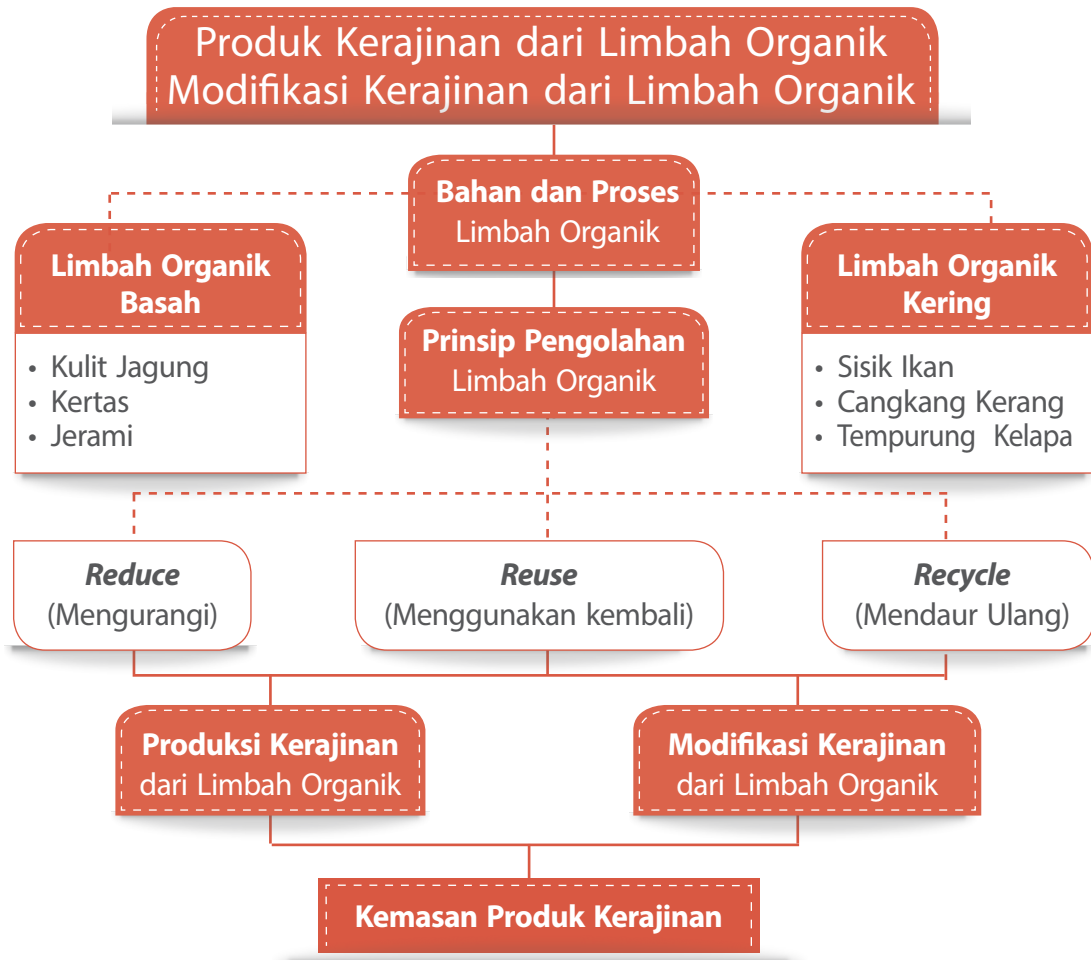 Produk Kerajinan dari Limbah Organik
Modifikasi Kerajinan dari Limbah Organik
Bahan dan Proses
Limbah Organik
Limbah Organik
Basah
• Kulit Jagung
• Kertas
• Jerami
Limbah Organik
Kering
• Sisik Ikan
• Cangkang Kerang
• Tempurung Kelapa
Prinsip Pengolahan
Limbah Organik
Reduce
(Mengurangi)
Reuse
(Menggunakan kembali)
Recycle
(Mendaur Ulang)
Produksi Kerajinan
dari Limbah Organik
Modifikasi Kerajinan
dari Limbah Organik
Kemasan Produk Kerajinan